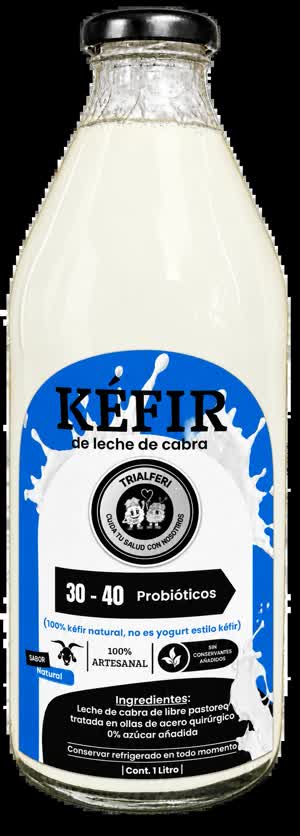 KÉFIR
de leche de cabra
TRIALFERI
CUIDA TU SALUD CON NOSOTROS
30 - 40 Probióticos
(100% kéfir natural, no es yogurt estilo kéfir)
SABOR
Natural
100%
ARTESANAL
SIN
CONSERVANTES
AÑADIDOS
Ingredientes:
Leche de cabra de libre pastoreo,
tratada en ollas de acero quirúrgico
0% azúcar añadida
Conservar refrigerado en todo momento
| Cont. 1 Litro |